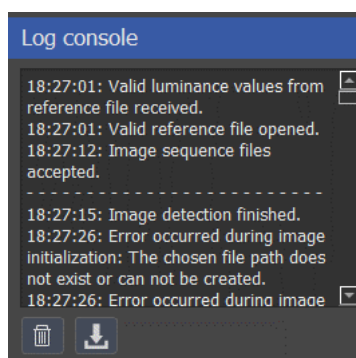 Log console
18:27:01: Valid luminance values from
reference file received.
18:27:01: Valid reference file opened.
18:27:12: Image sequence files
accepted.
- - - - - - - - - - - - - - - - - - - - - - - - - -
18:27:15: Image detection finished.
18:27:26: Error occurred during image
initialization: The chosen file path does
not exist or can not be created.
18:27:26: Error occurred during image